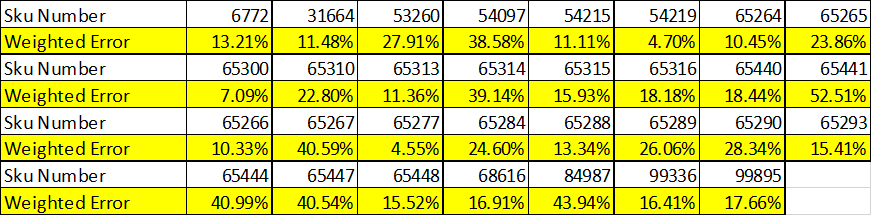 Sku Number 6772 31664 53260 54097 54215 54219 65264 65265
Weighted Error 13.21% 11.48% 27.91% 38.58% 11.11% 4.70% 10.45% 23.86%
Sku Number 65300 65310 65313 65314 65315 65316 65440 65441
Weighted Error 7.09% 22.80% 11.36% 39.14% 15.93% 18.18% 18.44% 52.51%
Sku Number 65266 65267 65277 65284 65288 65289 65290 65293
Weighted Error 10.33% 40.59% 4.55% 24.60% 13.34% 26.06% 28.34% 15.41%
Sku Number 65444 65447 65448 68616 84987 99336 99895
Weighted Error 40.99% 40.54% 15.52% 16.91% 43.94% 16.41% 17.66%